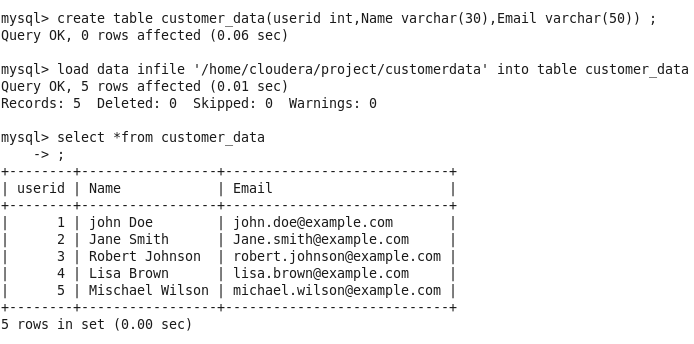 mysql> create table customer_data(userid int,Name varchar(30),Email varchar(50)) ;
Query OK, 0 rows affected (0.06 sec)
mysql> load data infile '/home/cloudera/project/customerdata' into table customer_data
Query OK, 5 rows affected (0.01 sec)
Records: 5  Deleted: 0  Skipped: 0  Warnings: 0
mysql> select *from customer_data
    -> ;
+--------+-----------------+----------------------------+
| userid | Name            | Email                      |
+--------+-----------------+----------------------------+
|      1 | john Doe        | john.doe@example.com       |
|      2 | Jane Smith      | Jane.smith@example.com     |
|      3 | Robert Johnson  | robert.johnson@example.com |
|      4 | Lisa Brown      | lisa.brown@example.com     |
|      5 | Mischael Wilson | michael.wilson@example.com |
+--------+-----------------+----------------------------+
5 rows in set (0.00 sec)